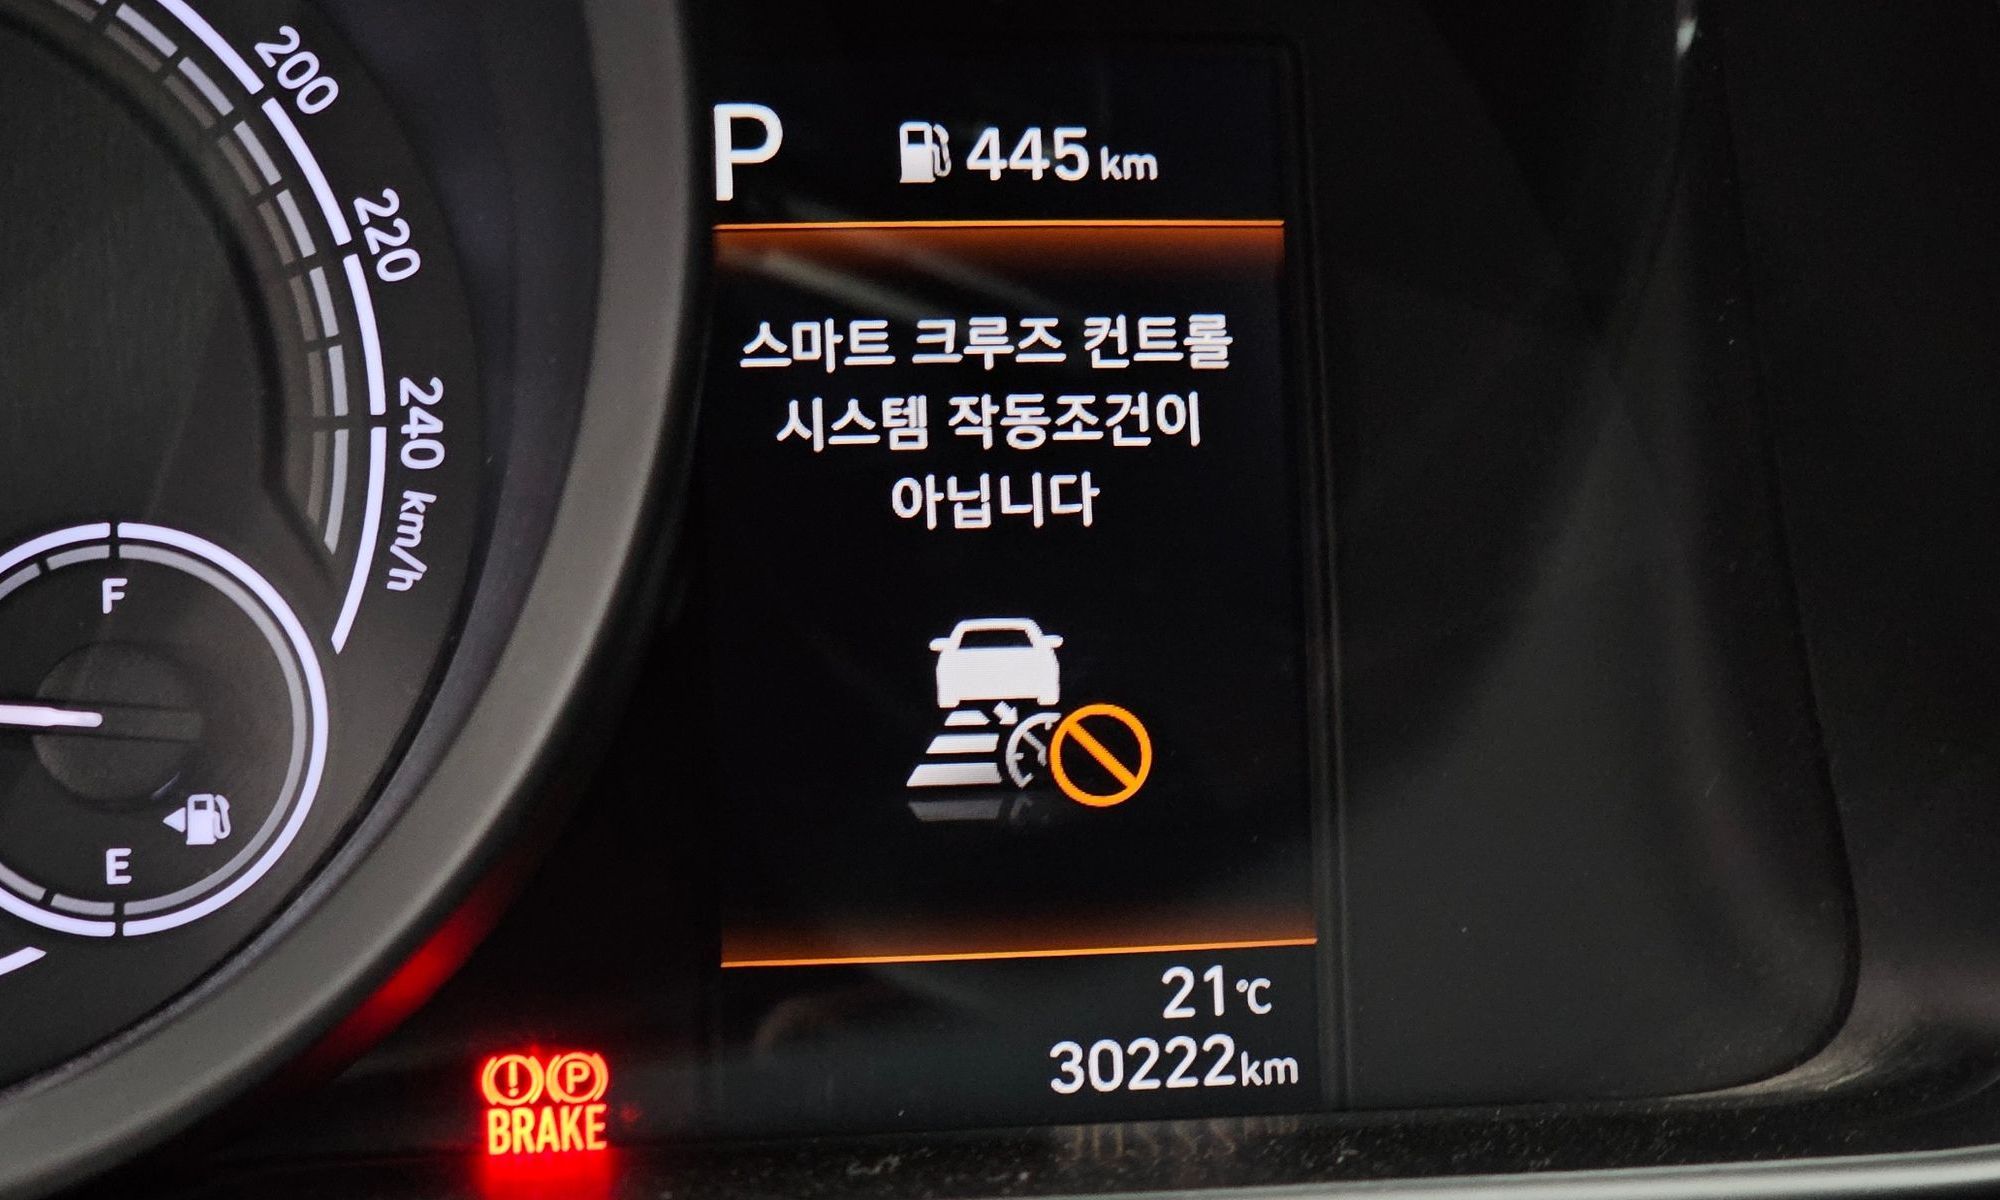 200
220
240 km/h
F
E
P 445 km
스마트 크루즈 컨트롤
시스템 작동조건이
아닙니다
21℃
30222km
(!) (P)
BRAKE